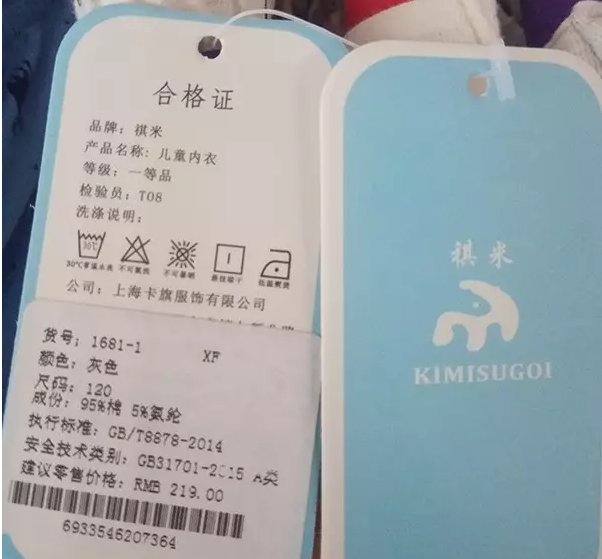 合格证
品牌：祺米
产品名称：儿童内衣
等级：一等品
检验员：T08
洗涤说明：
30℃
30℃常温水洗 不可氯洗 不可暴晒 悬挂晾干 低温熨烫
公司：上海卡旗服饰有限公司
货号：1681-1 XF
颜色：灰色
尺码：120
成份：95%棉 5%氨纶
执行标准：GB/T8878-2014
安全技术类别：GB31701-2015 A类
建议零售价格：RMB 219.00
6933546207364
祺米
KIMISUGOI